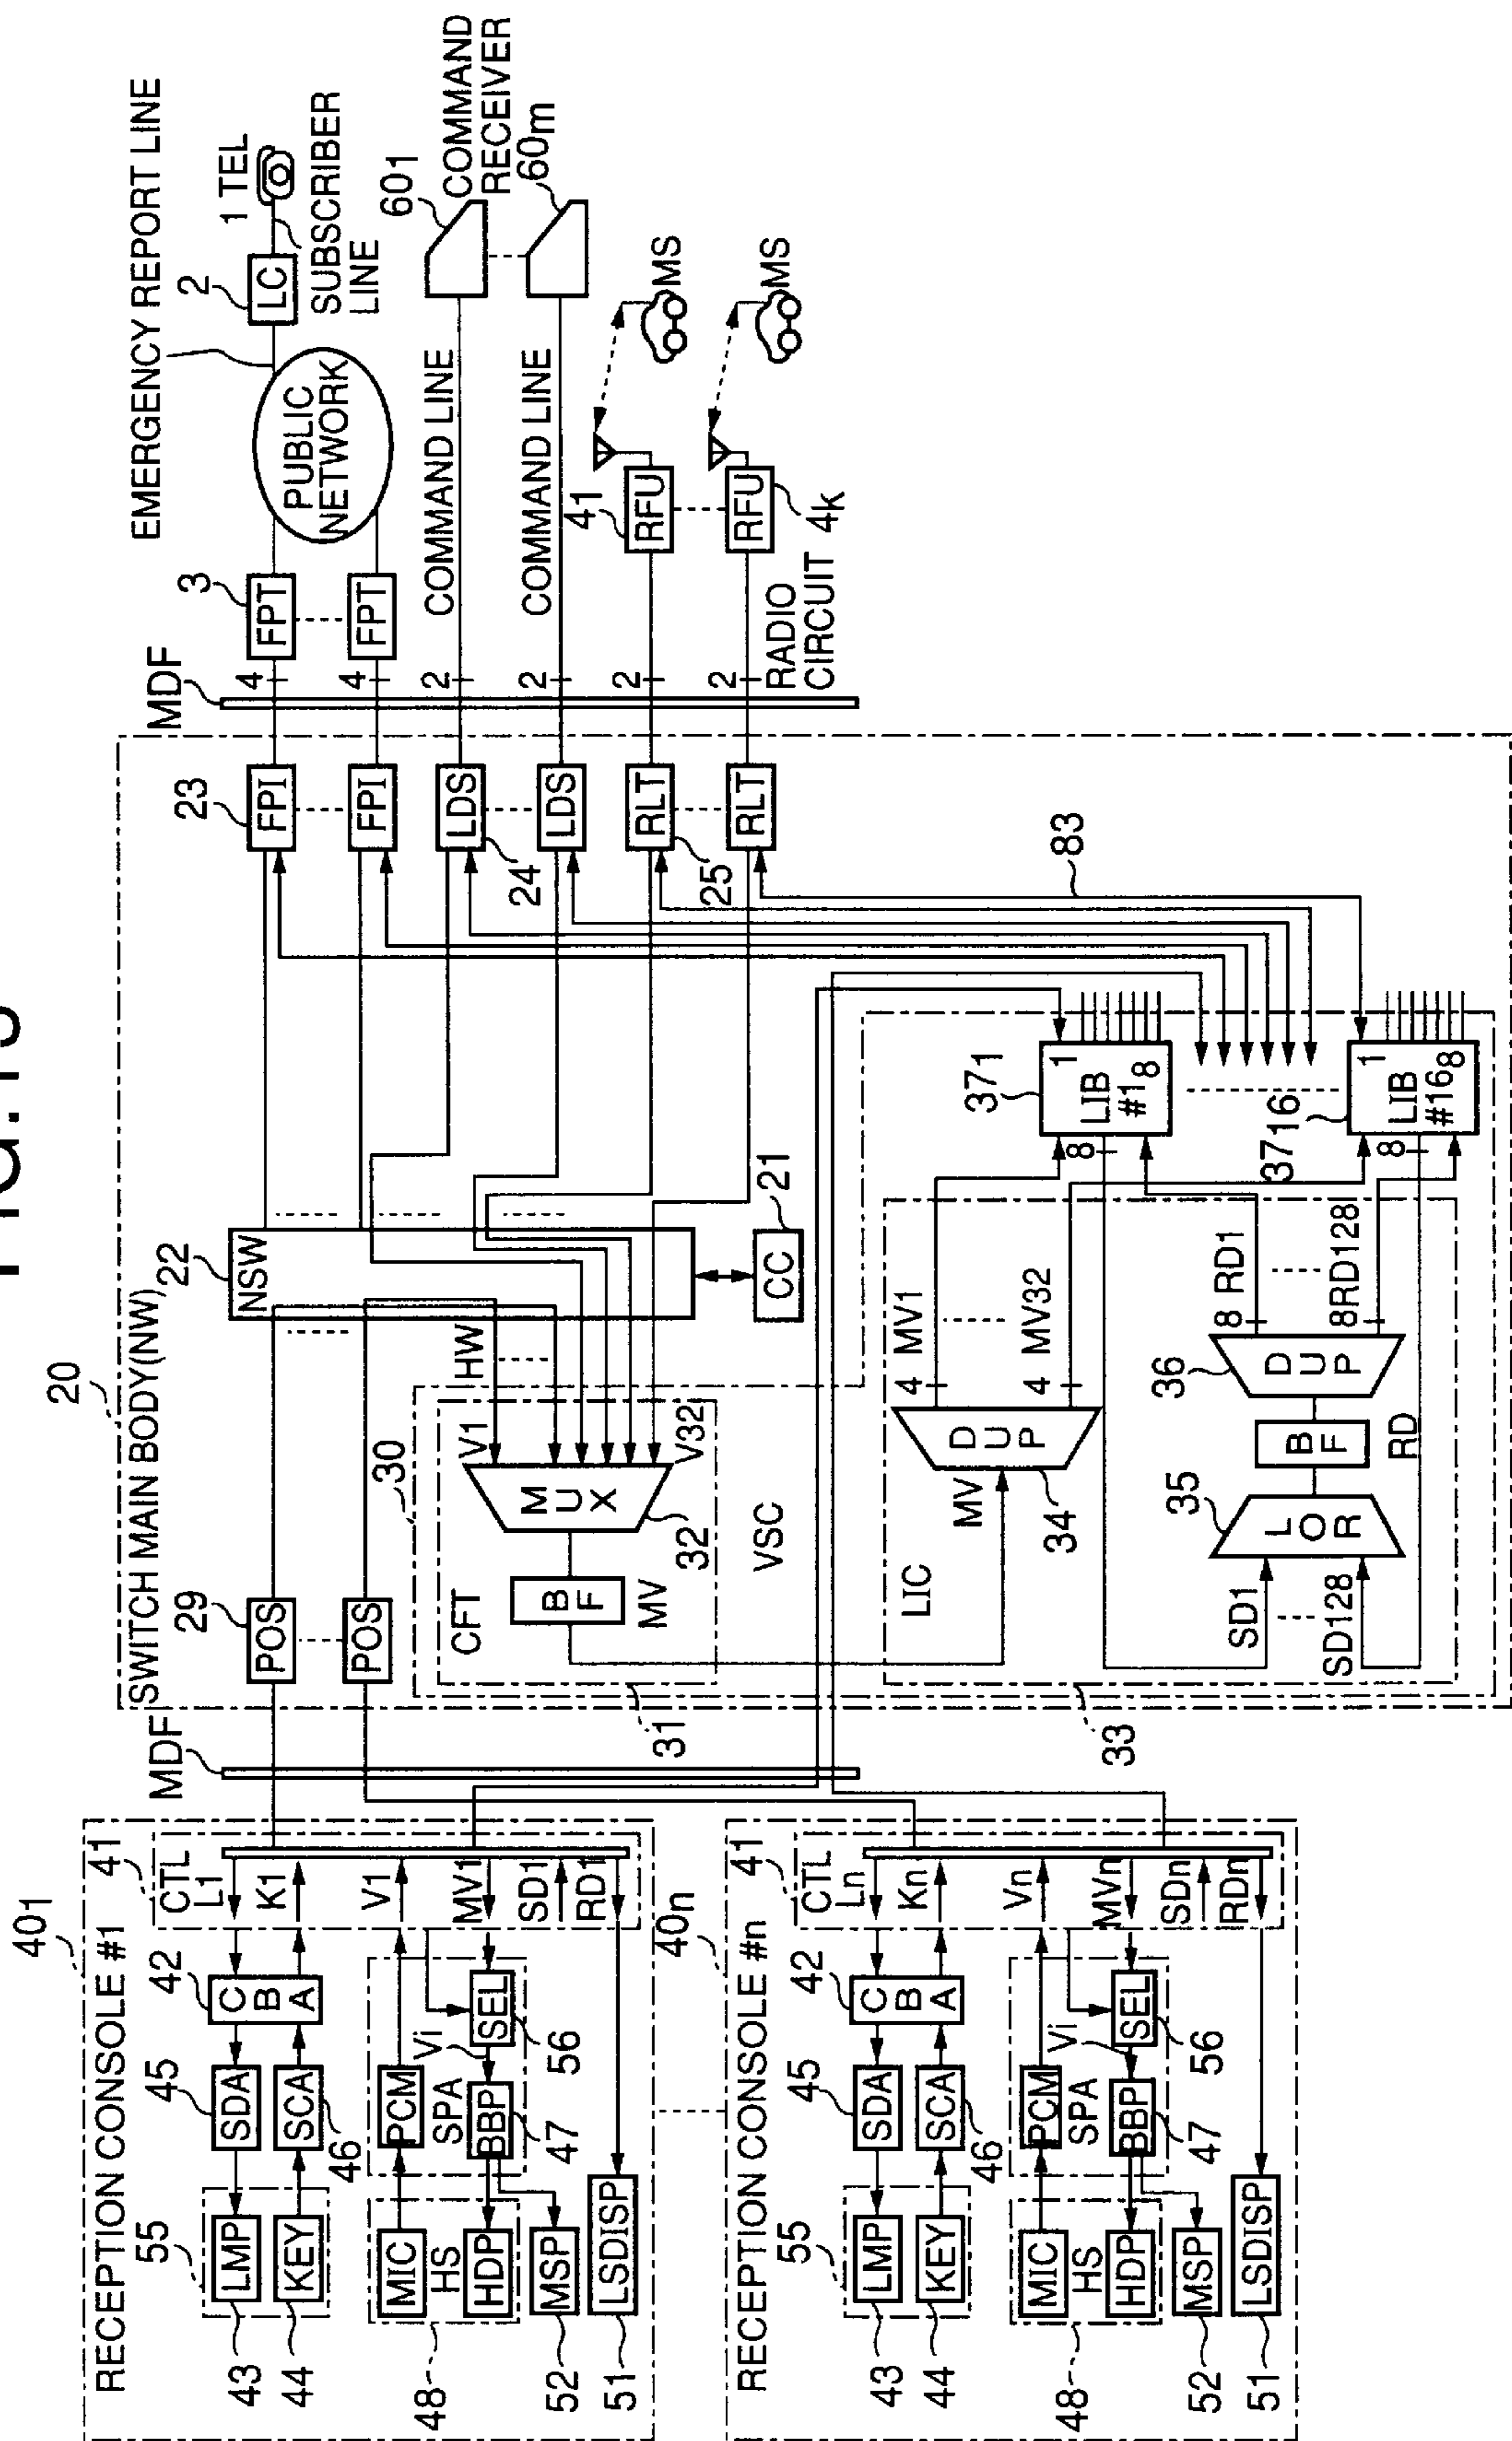 RECEPTION CONSOLE #1
401
55
LMP
KEY
43
44
45
SDA
SCA
46
42
CBA
41
CTL
L1
K1
V1
MV1
SD1
RD1
MIC
HS
HDP
48
PCM
SPA
BBP
47
Vi
SEL
56
MSP
52
LSDISP
51
RECEPTION CONSOLE #n
40n
55
LMP
KEY
43
44
45
SDA
SCA
46
42
CBA
41
CTL
Ln
Kn
Vn
MVn
SDn
RDn
MIC
HS
HDP
48
PCM
SPA
BBP
47
Vi
SEL
56
MSP
52
LSDISP
51
MDF
20
SWITCH MAIN BODY(NW)
29
POS
POS
22
NSW
HW
CC
21
30
CFT
BF
MV
MUX
V1
V32
32
31
VSC
LIC
33
MV
DUP
34
4
MV1
4
MV32
SD1
SD128
35
LOR
BF
RD
36
DUP
8
RD1
8
RD128
371
LIB
#1
1
8
8
3716
LIB
#16
1
8
8
83
23
FPI
FPI
LDS
24
LDS
RLT
25
RLT
MDF
4
4
2
2
2
2
3
FPT
FPT
PUBLIC
NETWORK
EMERGENCY REPORT LINE
2
LC
1 TEL
SUBSCRIBER
LINE
COMMAND LINE
COMMAND LINE
601
COMMAND
RECEIVER
60m
41
RFU
RFU
4k
RADIO
CIRCUIT
MS
MS